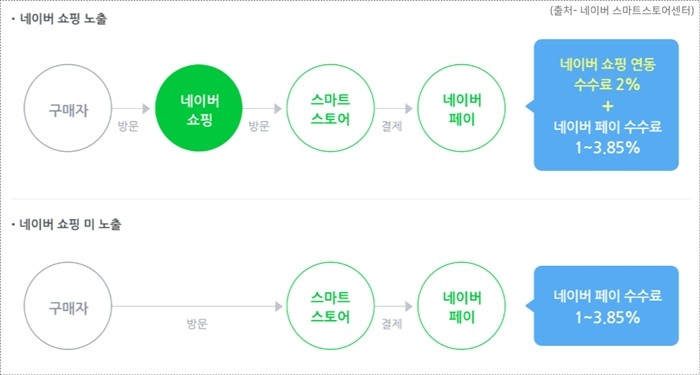 (출처- 네이버 스마트스토어센터)
• 네이버 쇼핑 노출
구매자
방문
네이버
쇼핑
방문
스마트
스토어
결제
네이버
페이
네이버 쇼핑 연동
수수료 2%
+
네이버 페이 수수료
1~3.85%
• 네이버 쇼핑 미 노출
구매자
방문
스마트
스토어
결제
네이버
페이
네이버 페이 수수료
1~3.85%